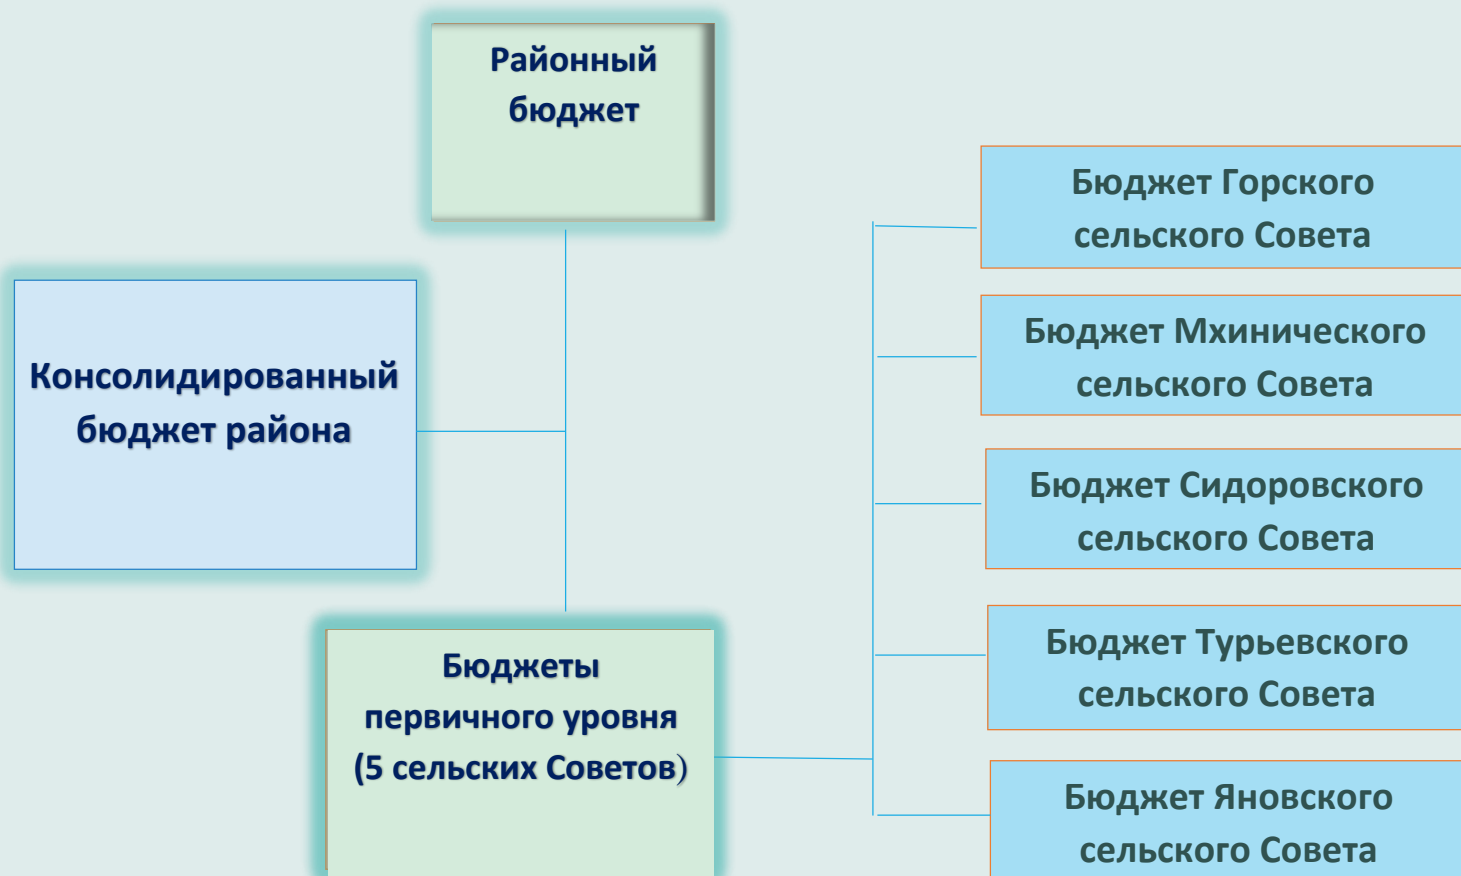 Районный
бюджет
Консолидированный
бюджет района
Бюджеты
первичного уровня
(5 сельских Советов)
Бюджет Горского
сельского Совета
Бюджет Мхинического
сельского Совета
Бюджет Сидоровского
сельского Совета
Бюджет Турьевского
сельского Совета
Бюджет Яновского
сельского Совета